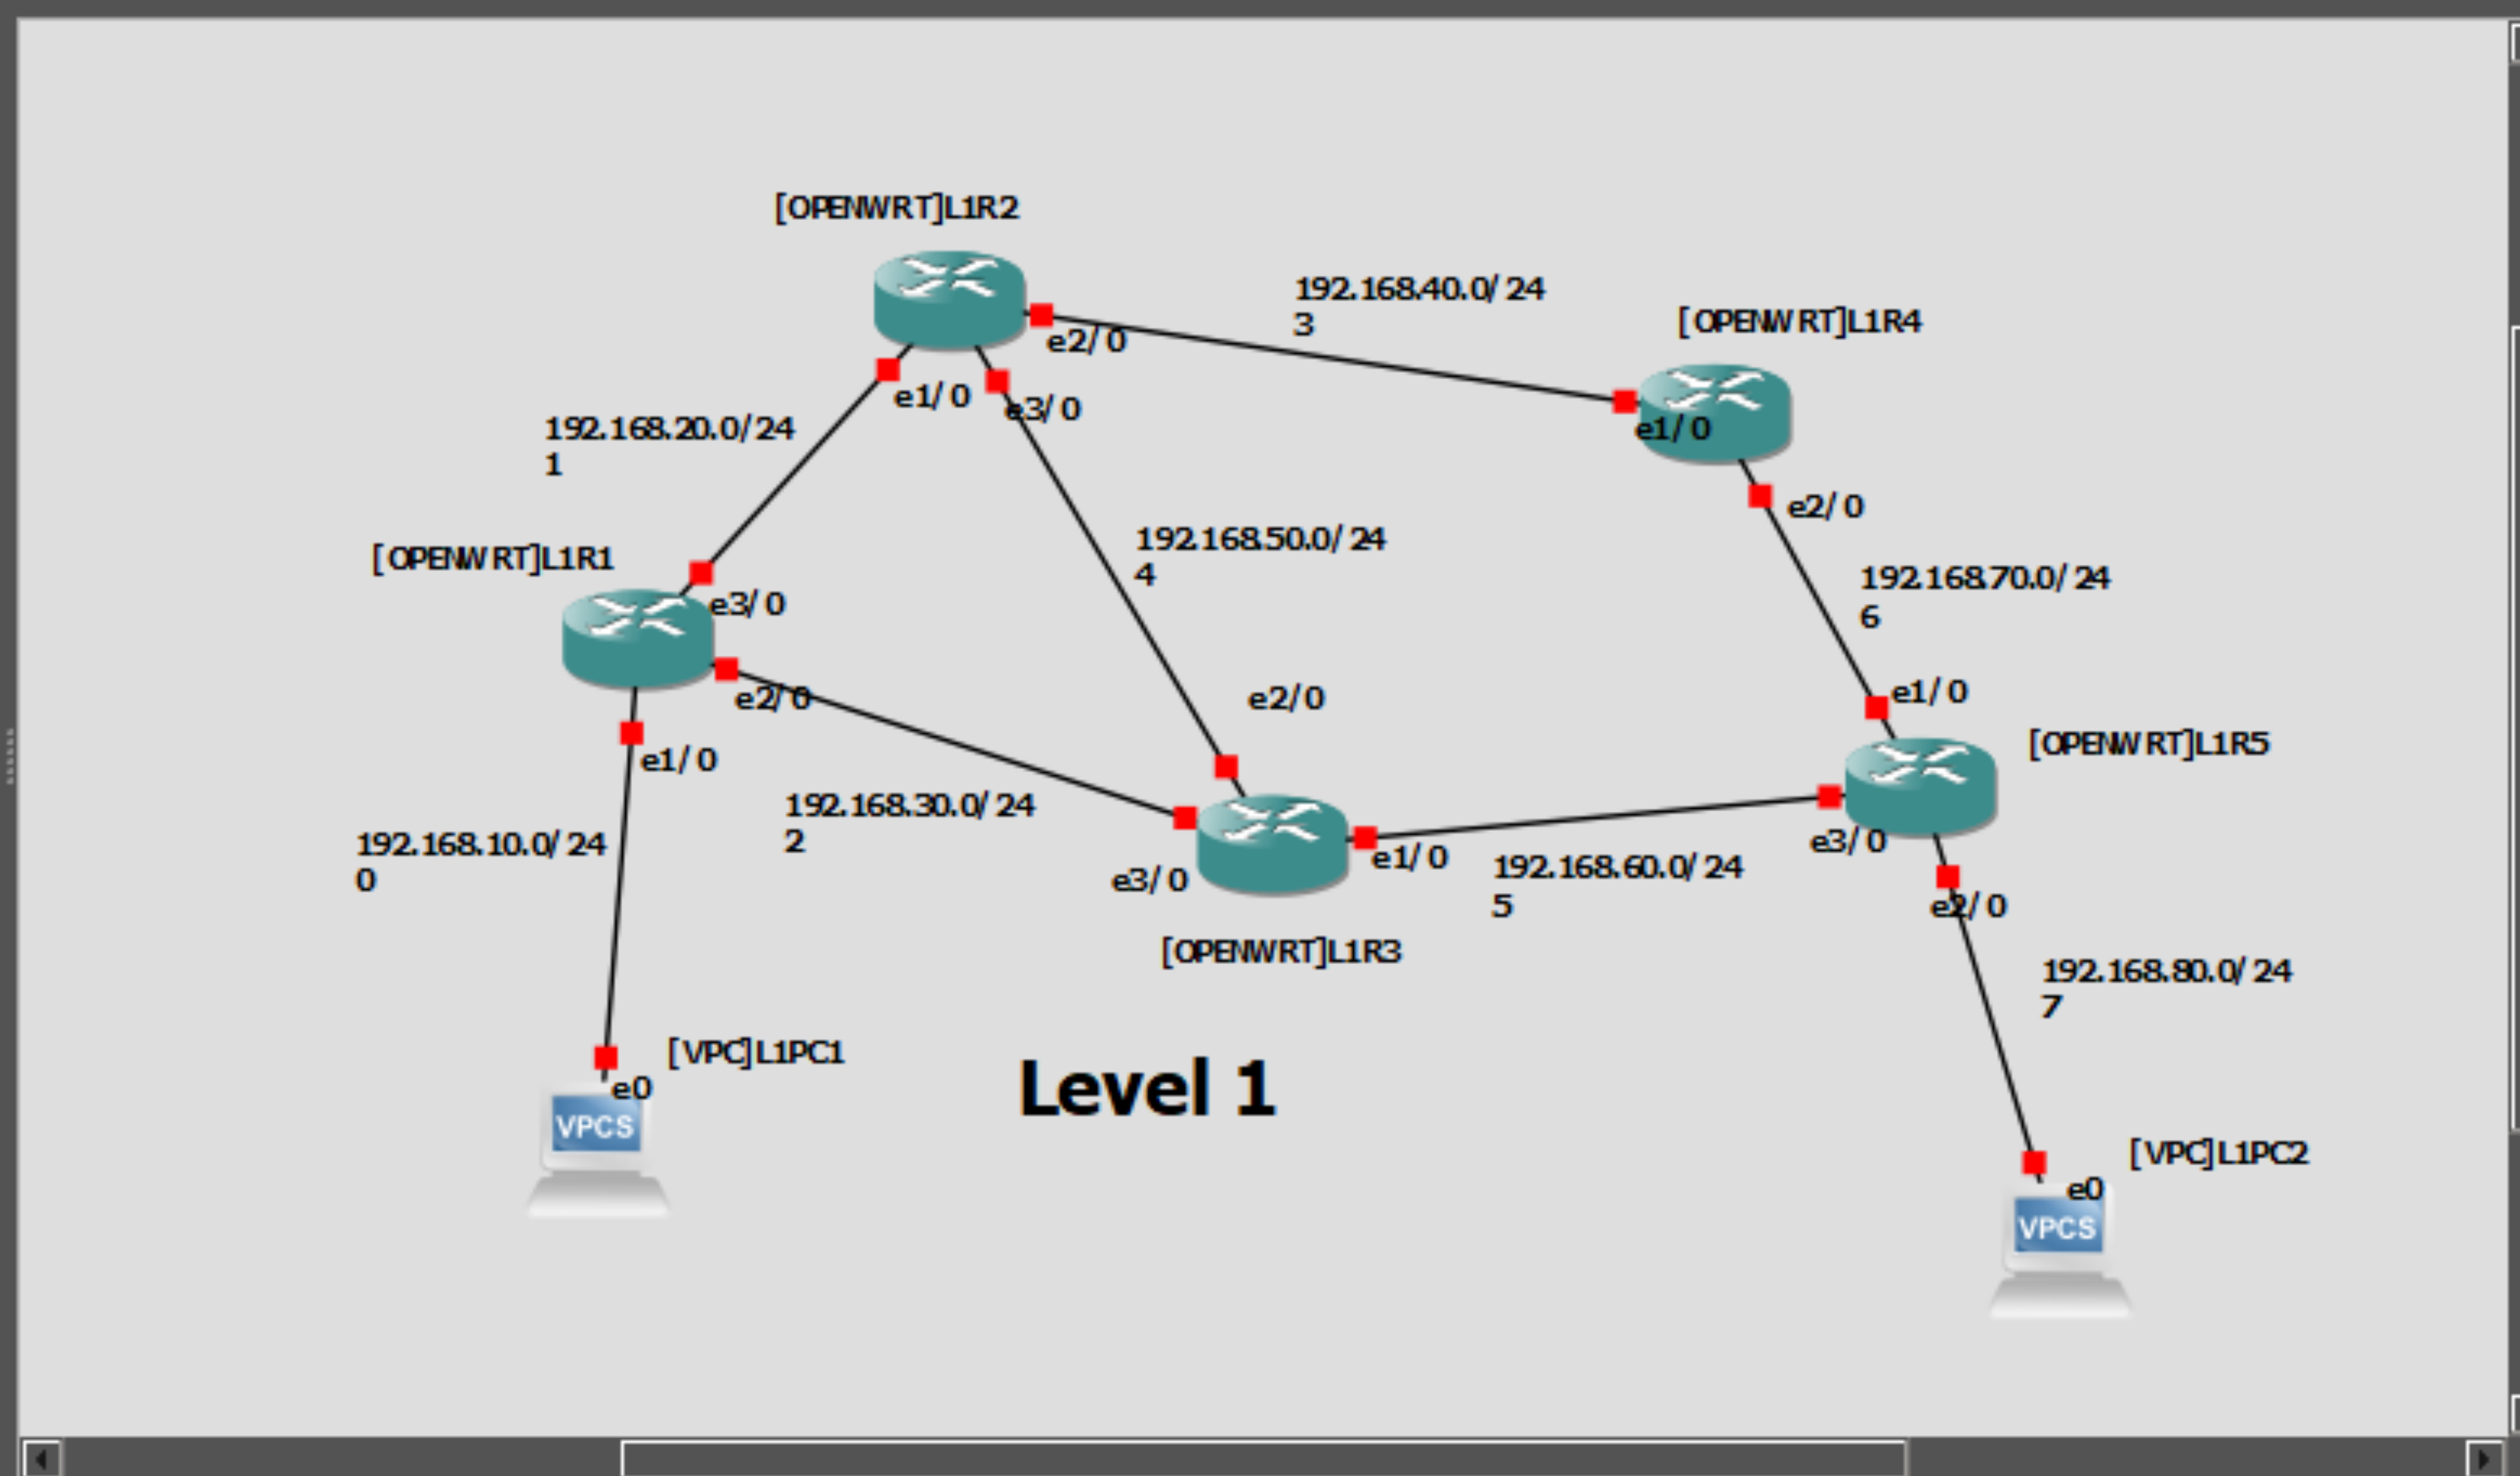 [OPENWRT]L1R2
192.168.40.0/24
3
[OPENWRT]L1R4
e2/0
e1/0
e3/0
e1/0
192.168.20.0/24
1
e2/0
192.168.50.0/24
4
[OPENWRT]L1R1
e3/0
192.168.70.0/24
6
e2/0
e2/0
e1/0
[OPENWRT]L1R5
e1/0
192.168.30.0/24
2
192.168.10.0/24
0
e3/0
e1/0
192.168.60.0/24
5
e3/0
e2/0
[OPENWRT]L1R3
192.168.80.0/24
7
[VPC]L1PC1
e0
VPCS
Level 1
[VPC]L1PC2
e0
VPCS